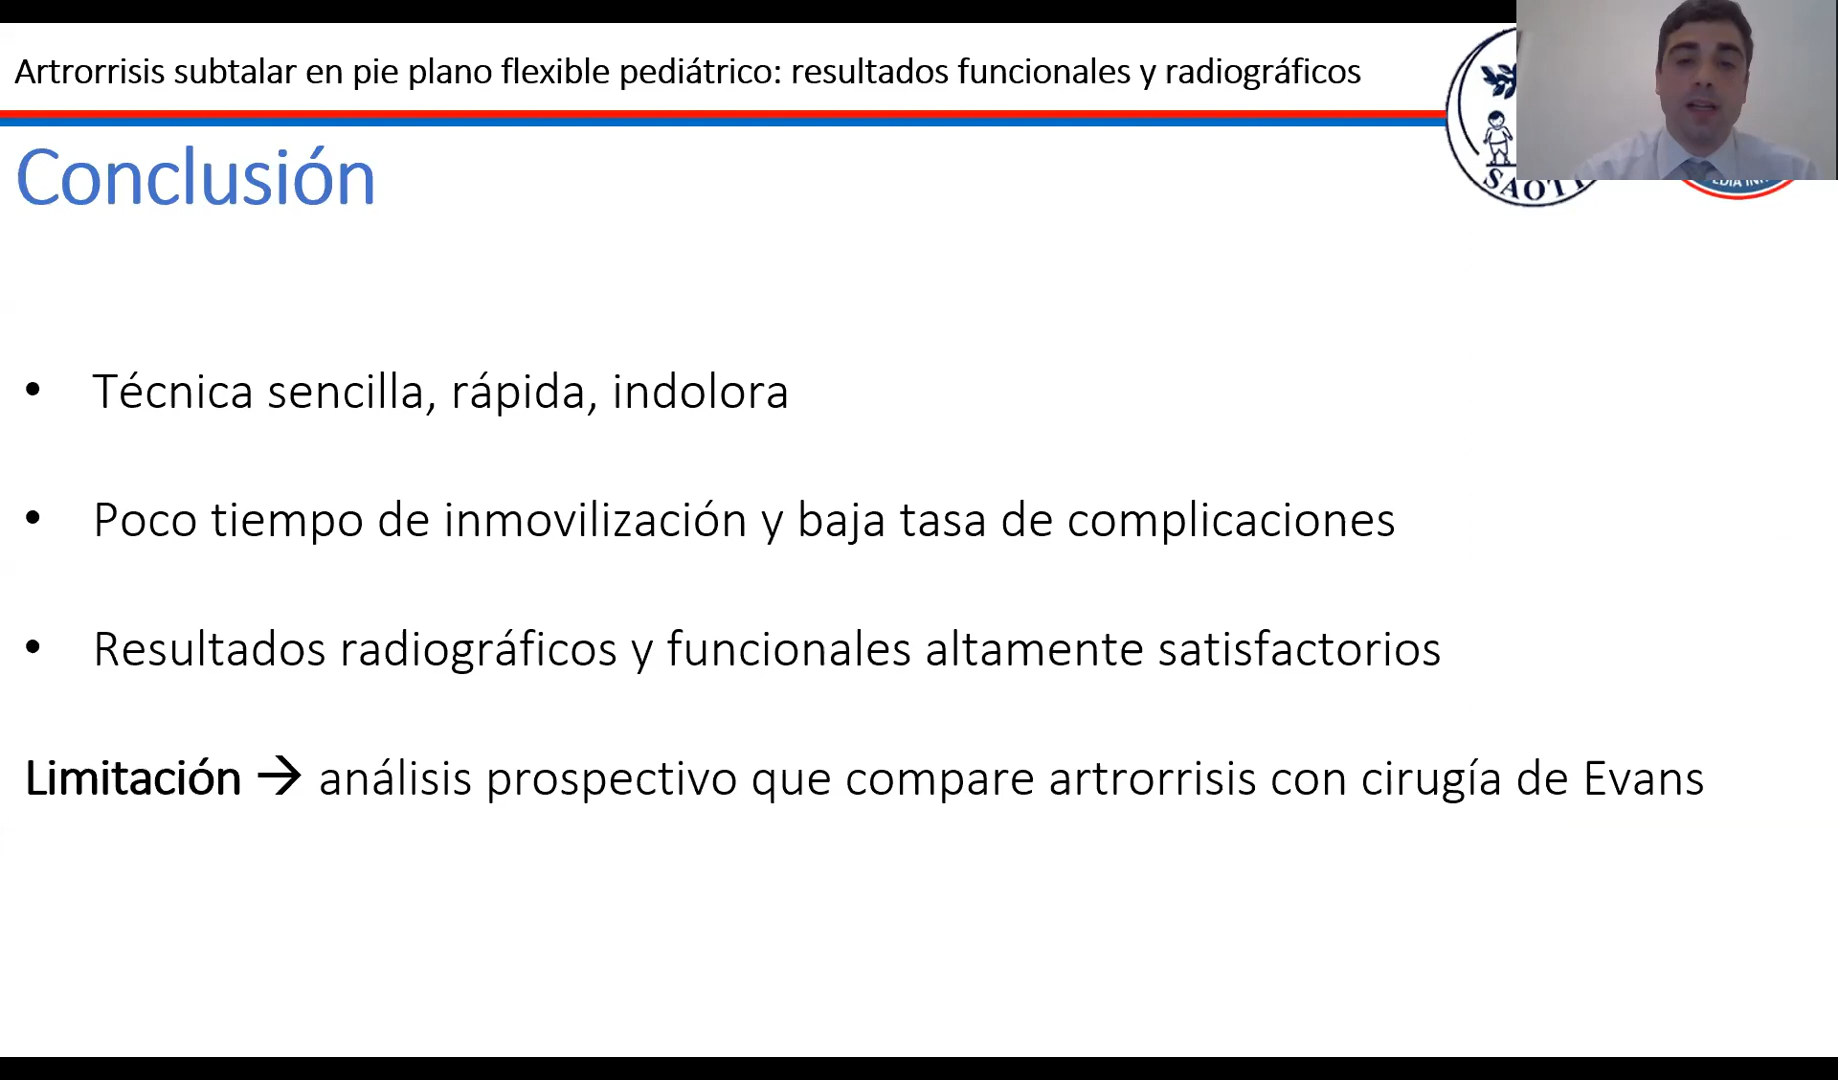 Artrorrisis subtalar en pie plano flexible pediátrico: resultados funcionales y radiográficos
Conclusión
• Técnica sencilla, rápida, indolora
• Poco tiempo de inmovilización y baja tasa de complicaciones
• Resultados radiográficos y funcionales altamente satisfactorios
Limitación → análisis prospectivo que compare artrorrisis con cirugía de Evans